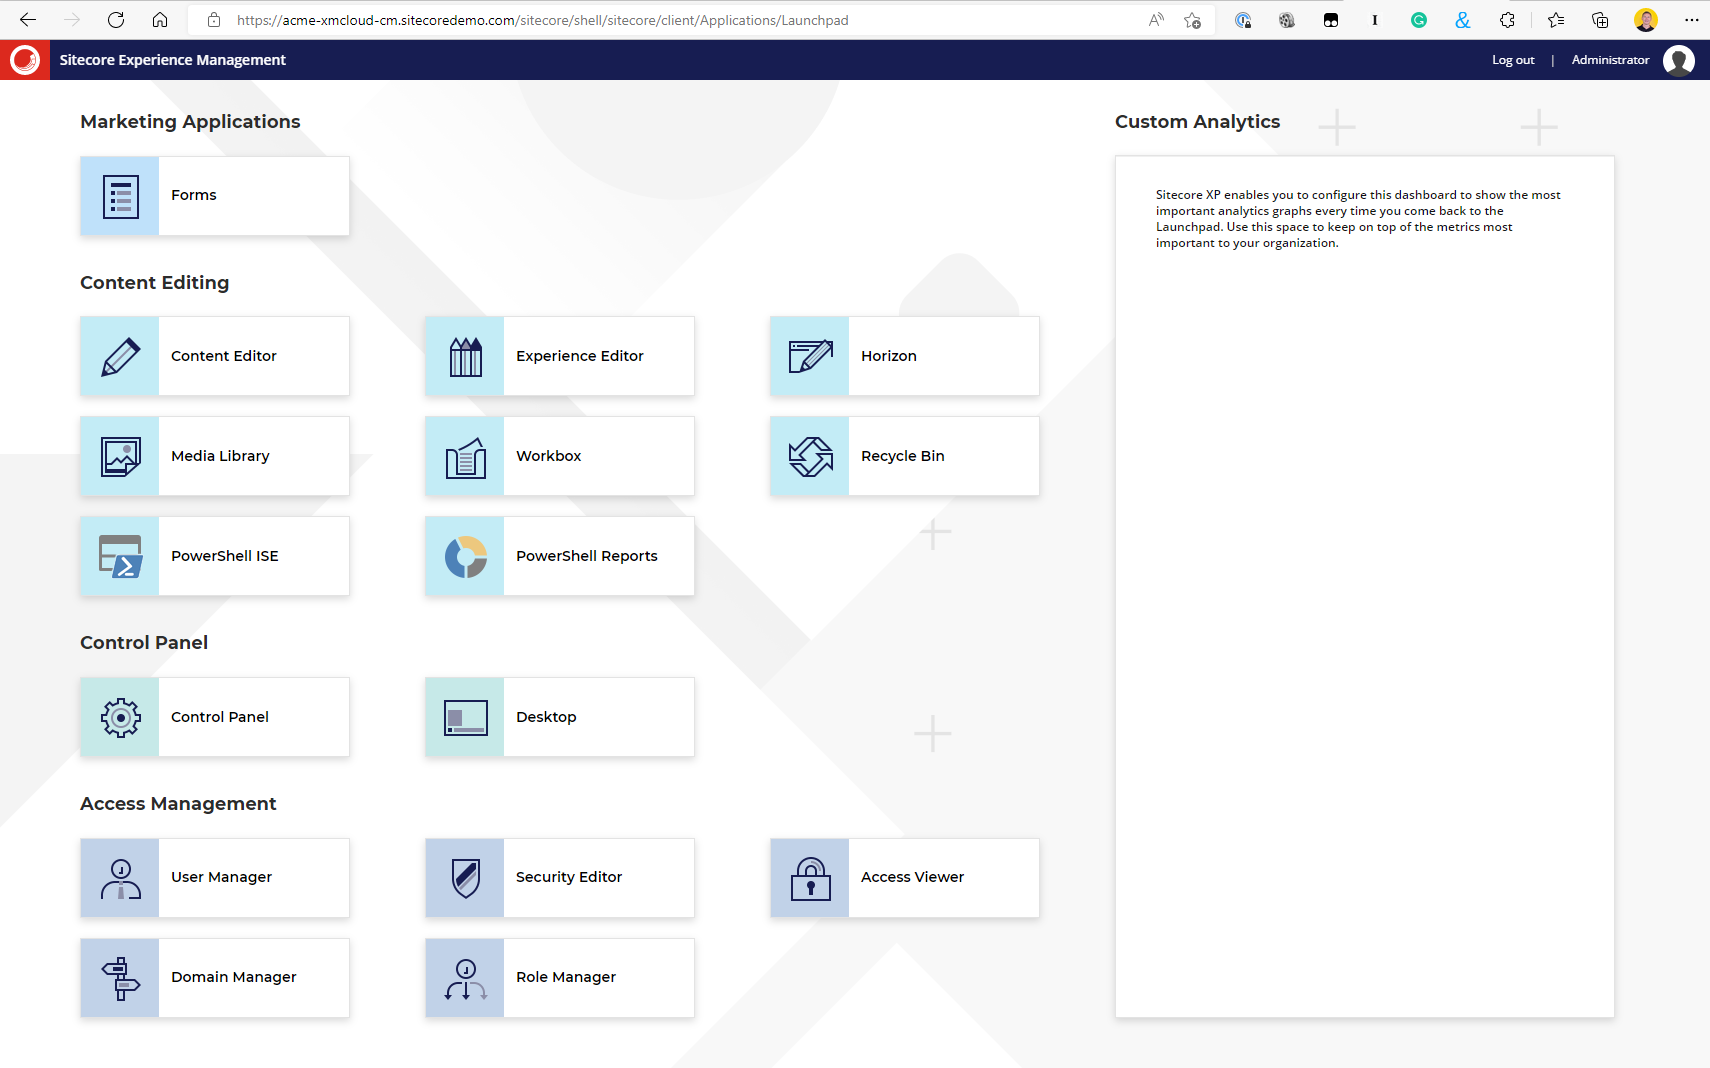 https://acme-xmcloud-cm.sitecoredemo.com/sitecore/shell/sitecore/client/Applications/Launchpad
Sitecore Experience Management
Log out | Administrator
Marketing Applications
Forms
Content Editing
Content Editor
Experience Editor
Horizon
Media Library
Workbox
Recycle Bin
PowerShell ISE
PowerShell Reports
Control Panel
Control Panel
Desktop
Access Management
User Manager
Security Editor
Access Viewer
Domain Manager
Role Manager
Custom Analytics
Sitecore XP enables you to configure this dashboard to show the most
important analytics graphs every time you come back to the
Launchpad. Use this space to keep on top of the metrics most
important to your organization.